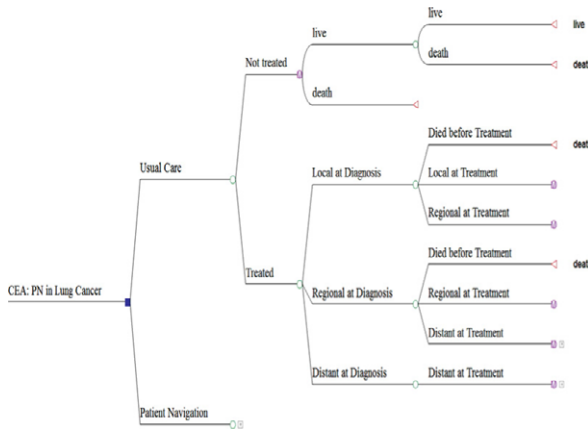 live
live
live
Not treated
death
deat
death
Died before Treatment
deat
Usual Care
Local at Diagnosis
Local at Treatment
Regional at Treatment
Died before Treatment
deat
Treated
CEA: PN in Lung Cancer
Regional at Diagnosis
Regional at Treatment
Distant at Treatment
Distant at Diagnosis
Distant at Treatment
Patient Navigation